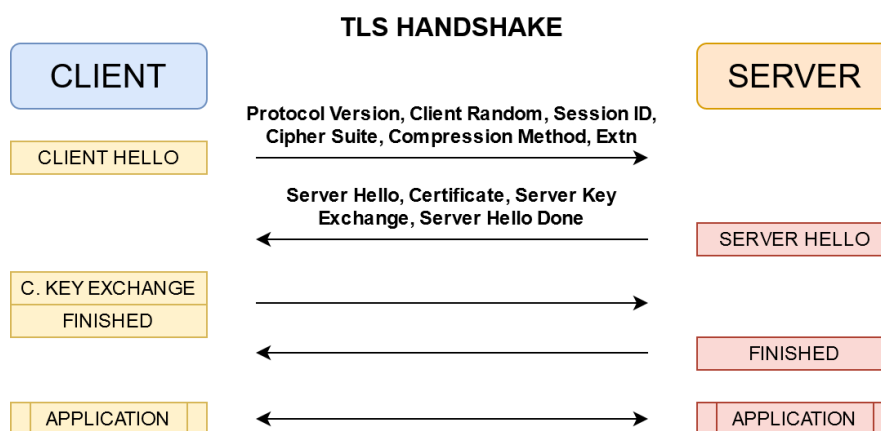 TLS HANDSHAKE
CLIENT
SERVER
Protocol Version, Client Random, Session ID,
Cipher Suite, Compression Method, Extn
CLIENT HELLO
Server Hello, Certificate, Server Key
Exchange, Server Hello Done
SERVER HELLO
C. KEY EXCHANGE
FINISHED
FINISHED
APPLICATION
APPLICATION